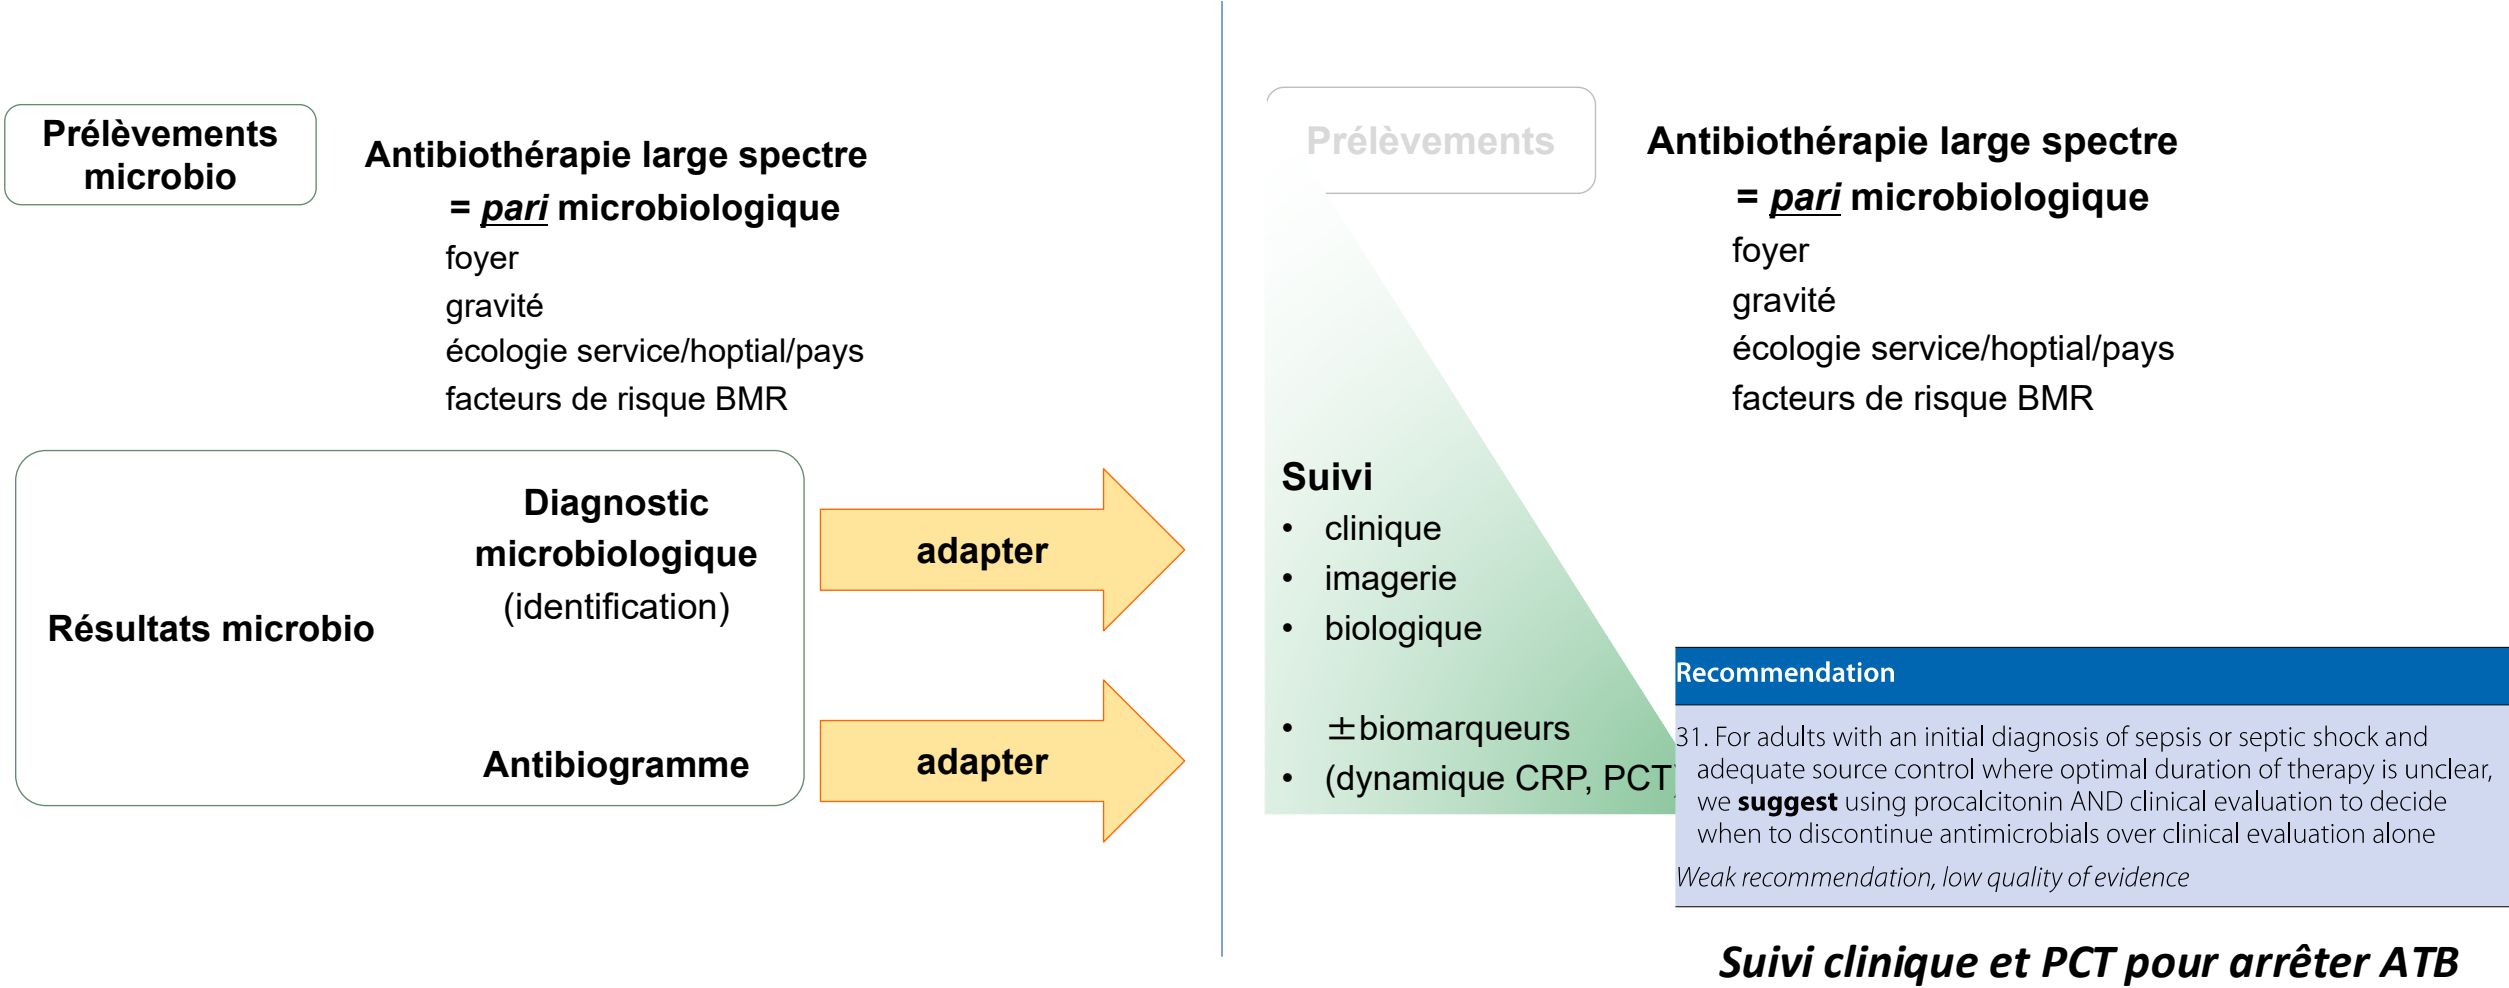 Prélèvements
microbio
Antibiothérapie large spectre
= pari microbiologique
foyer
gravité
écologie service/hoptial/pays
facteurs de risque BMR
Résultats microbio
Diagnostic
microbiologique
(identification)
Antibiogramme
adapter
adapter
Prélèvements
Antibiothérapie large spectre
= pari microbiologique
foyer
gravité
écologie service/hoptial/pays
facteurs de risque BMR
Suivi
• clinique
• imagerie
• biologique
• ±biomarqueurs
• (dynamique CRP, PCT)
Recommendation
31. For adults with an initial diagnosis of sepsis or septic shock and
adequate source control where optimal duration of therapy is unclear,
we suggest using procalcitonin AND clinical evaluation to decide
when to discontinue antimicrobials over clinical evaluation alone
Weak recommendation, low quality of evidence
Suivi clinique et PCT pour arrêter ATB